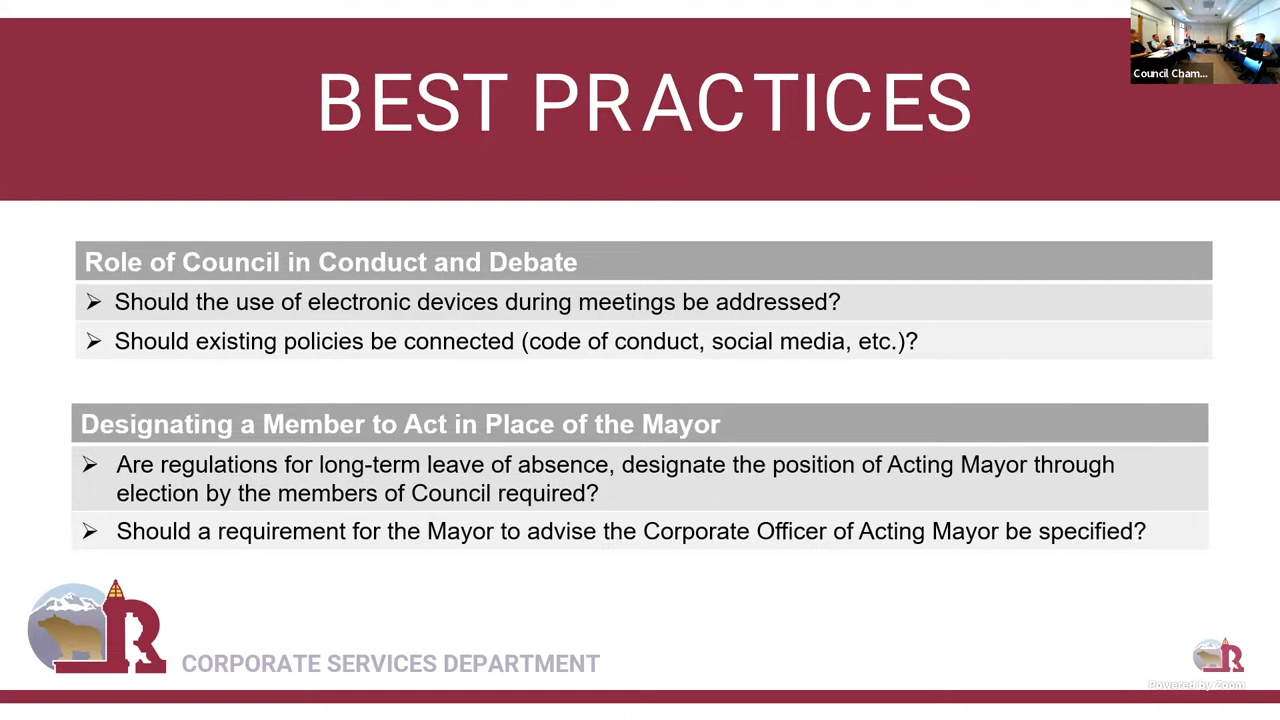 BEST PRACTICES
Council Cham...
Role of Council in Conduct and Debate
➢ Should the use of electronic devices during meetings be addressed?
➢ Should existing policies be connected (code of conduct, social media, etc.)?
Designating a Member to Act in Place of the Mayor
➢ Are regulations for long-term leave of absence, designate the position of Acting Mayor through
election by the members of Council required?
➢ Should a requirement for the Mayor to advise the Corporate Officer of Acting Mayor be specified?
R
CORPORATE SERVICES DEPARTMENT
R
Powered by Zoom